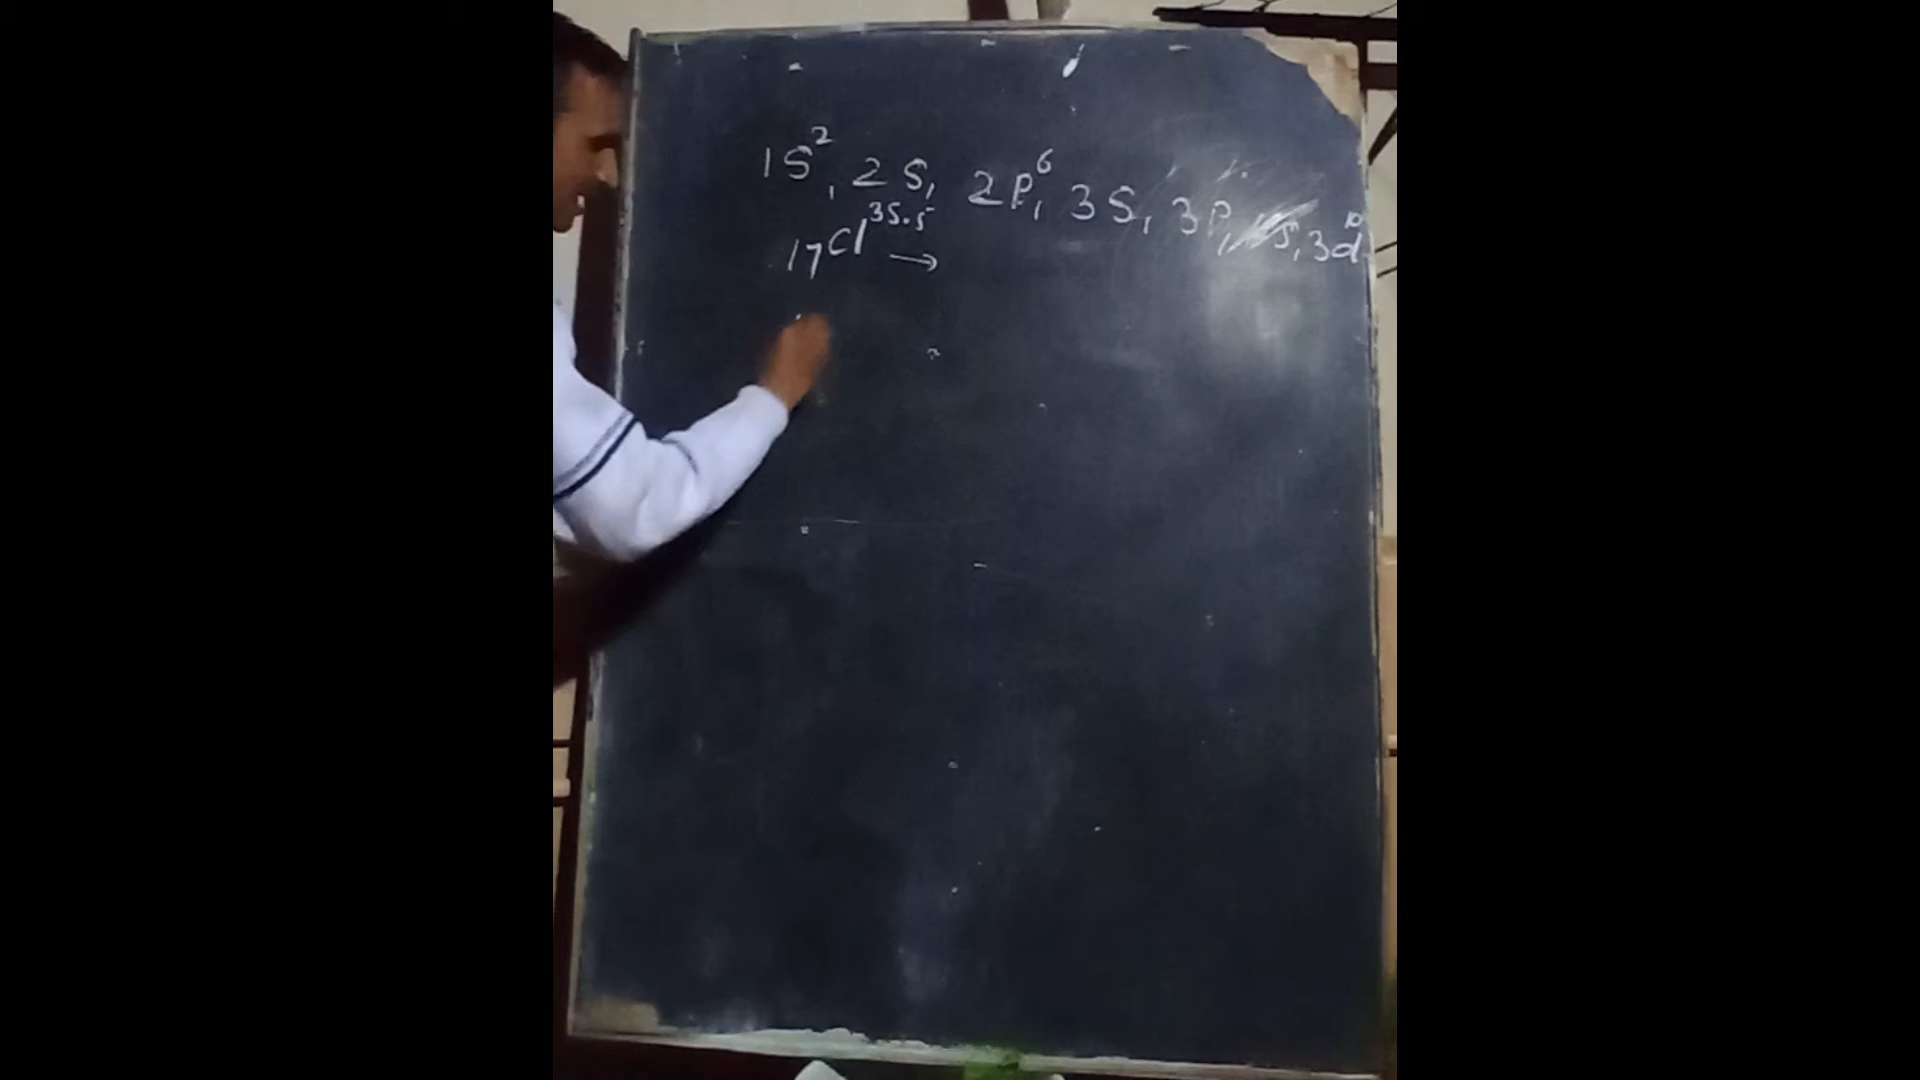 1S², 2S, 2P⁶, 3S, 3P, S, 3d¹⁰
₁₇Cl³⁵·⁵ →